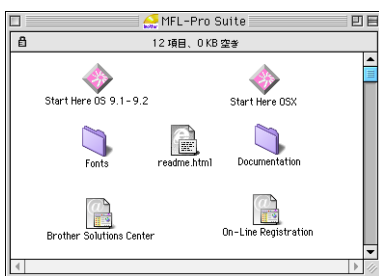 MFL-Pro Suite
12 項目、0 KB 空き
Start Here OS 9.1-9.2
Start Here OSX
Fonts
readme.html
Documentation
Brother Solutions Center
On-Line Registration